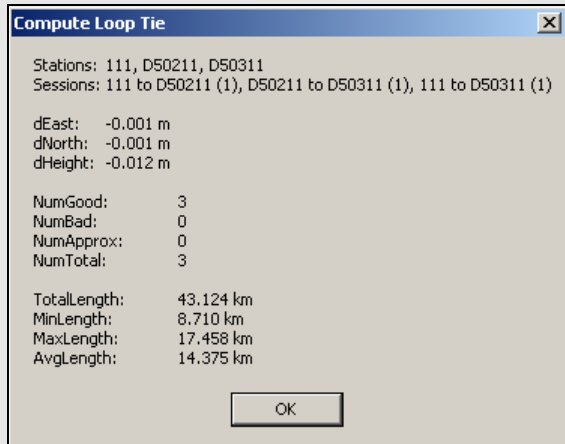 Compute Loop Tie
Stations: 111, D50211, D50311
Sessions: 111 to D50211 (1), D50211 to D50311 (1), 111 to D50311 (1)
dEast: -0.001 m
dNorth: -0.001 m
dHeight: -0.012 m
NumGood: 3
NumBad: 0
NumApprox: 0
NumTotal: 3
TotalLength: 43.124 km
MinLength: 8.710 km
MaxLength: 17.458 km
AvgLength: 14.375 km
OK